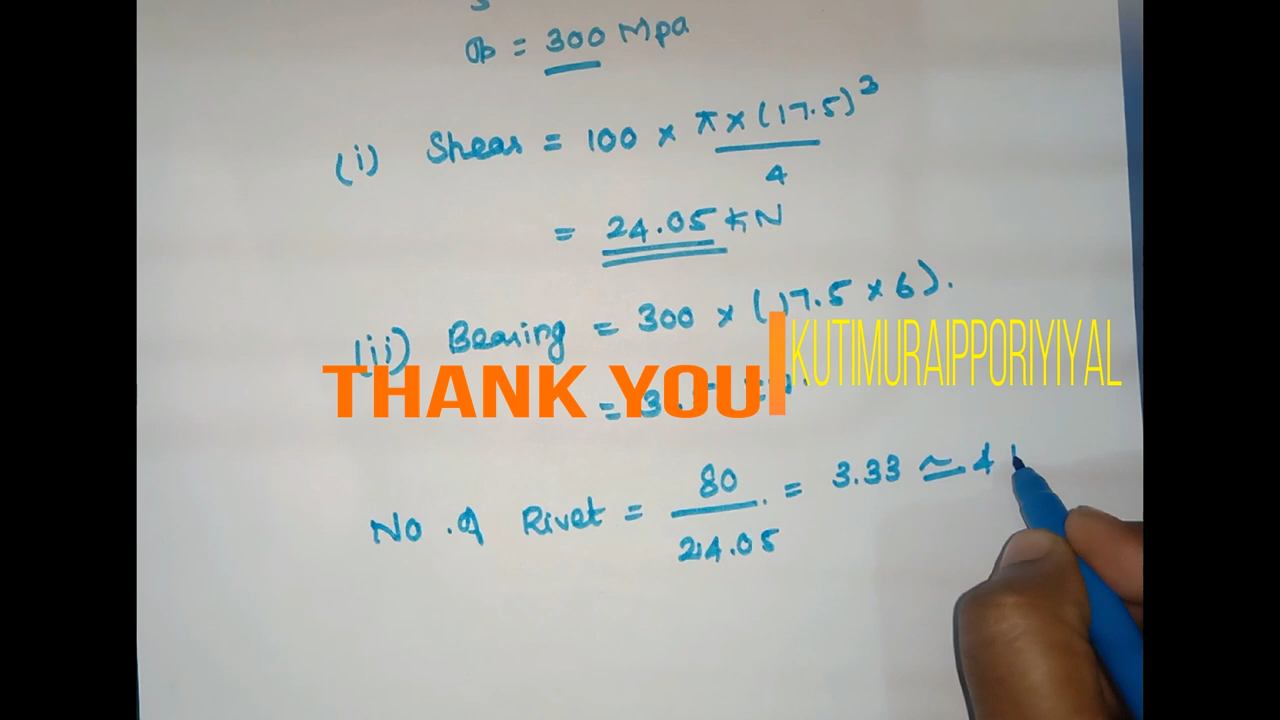 σb = 300 Mpa
(i) Shear = 100 × π × (17.5)²
4
= 24.05 KN
(ii) Bearing = 300 × (17.5 × 6).
KUTIMURAIPPORIYIYAL
THANK YOU
No. of Rivet = 80 = 3.33 ≃ 4
24.05